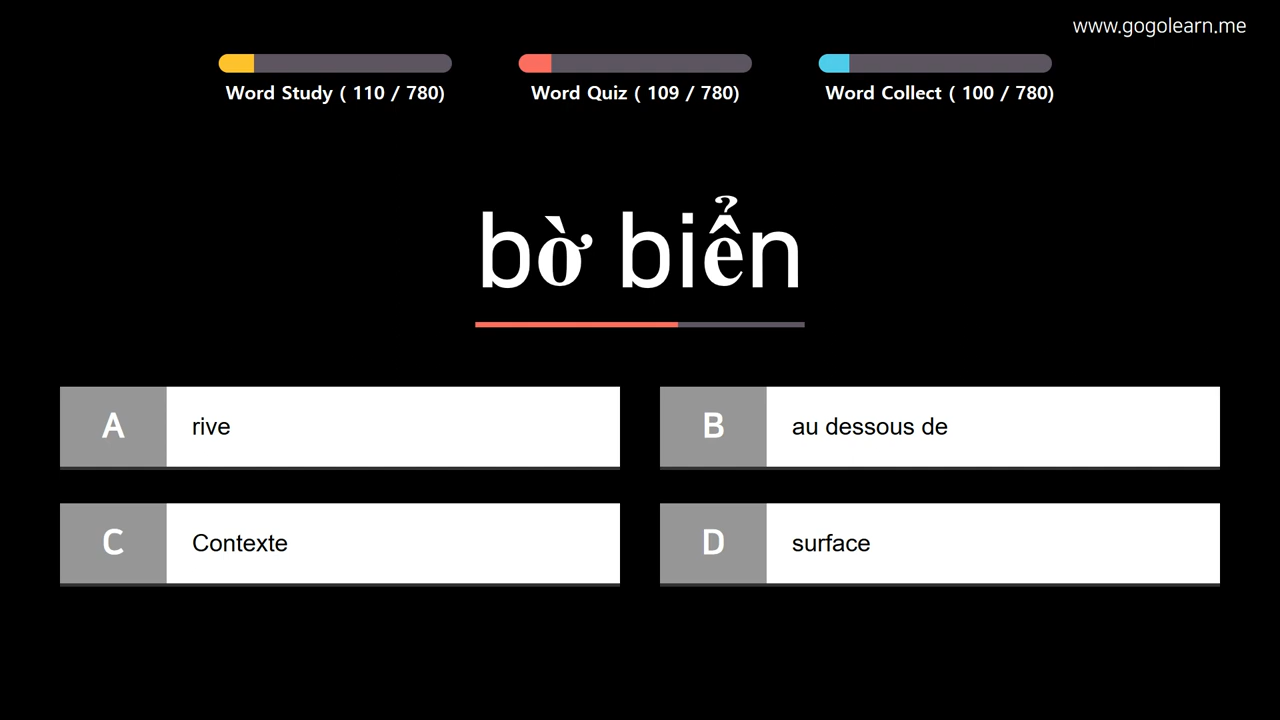 www.gogolearn.me
Word Study ( 110 / 780)
Word Quiz ( 109 / 780)
Word Collect ( 100 / 780)
bờ biển
A rive
B au dessous de
C Contexte
D surface